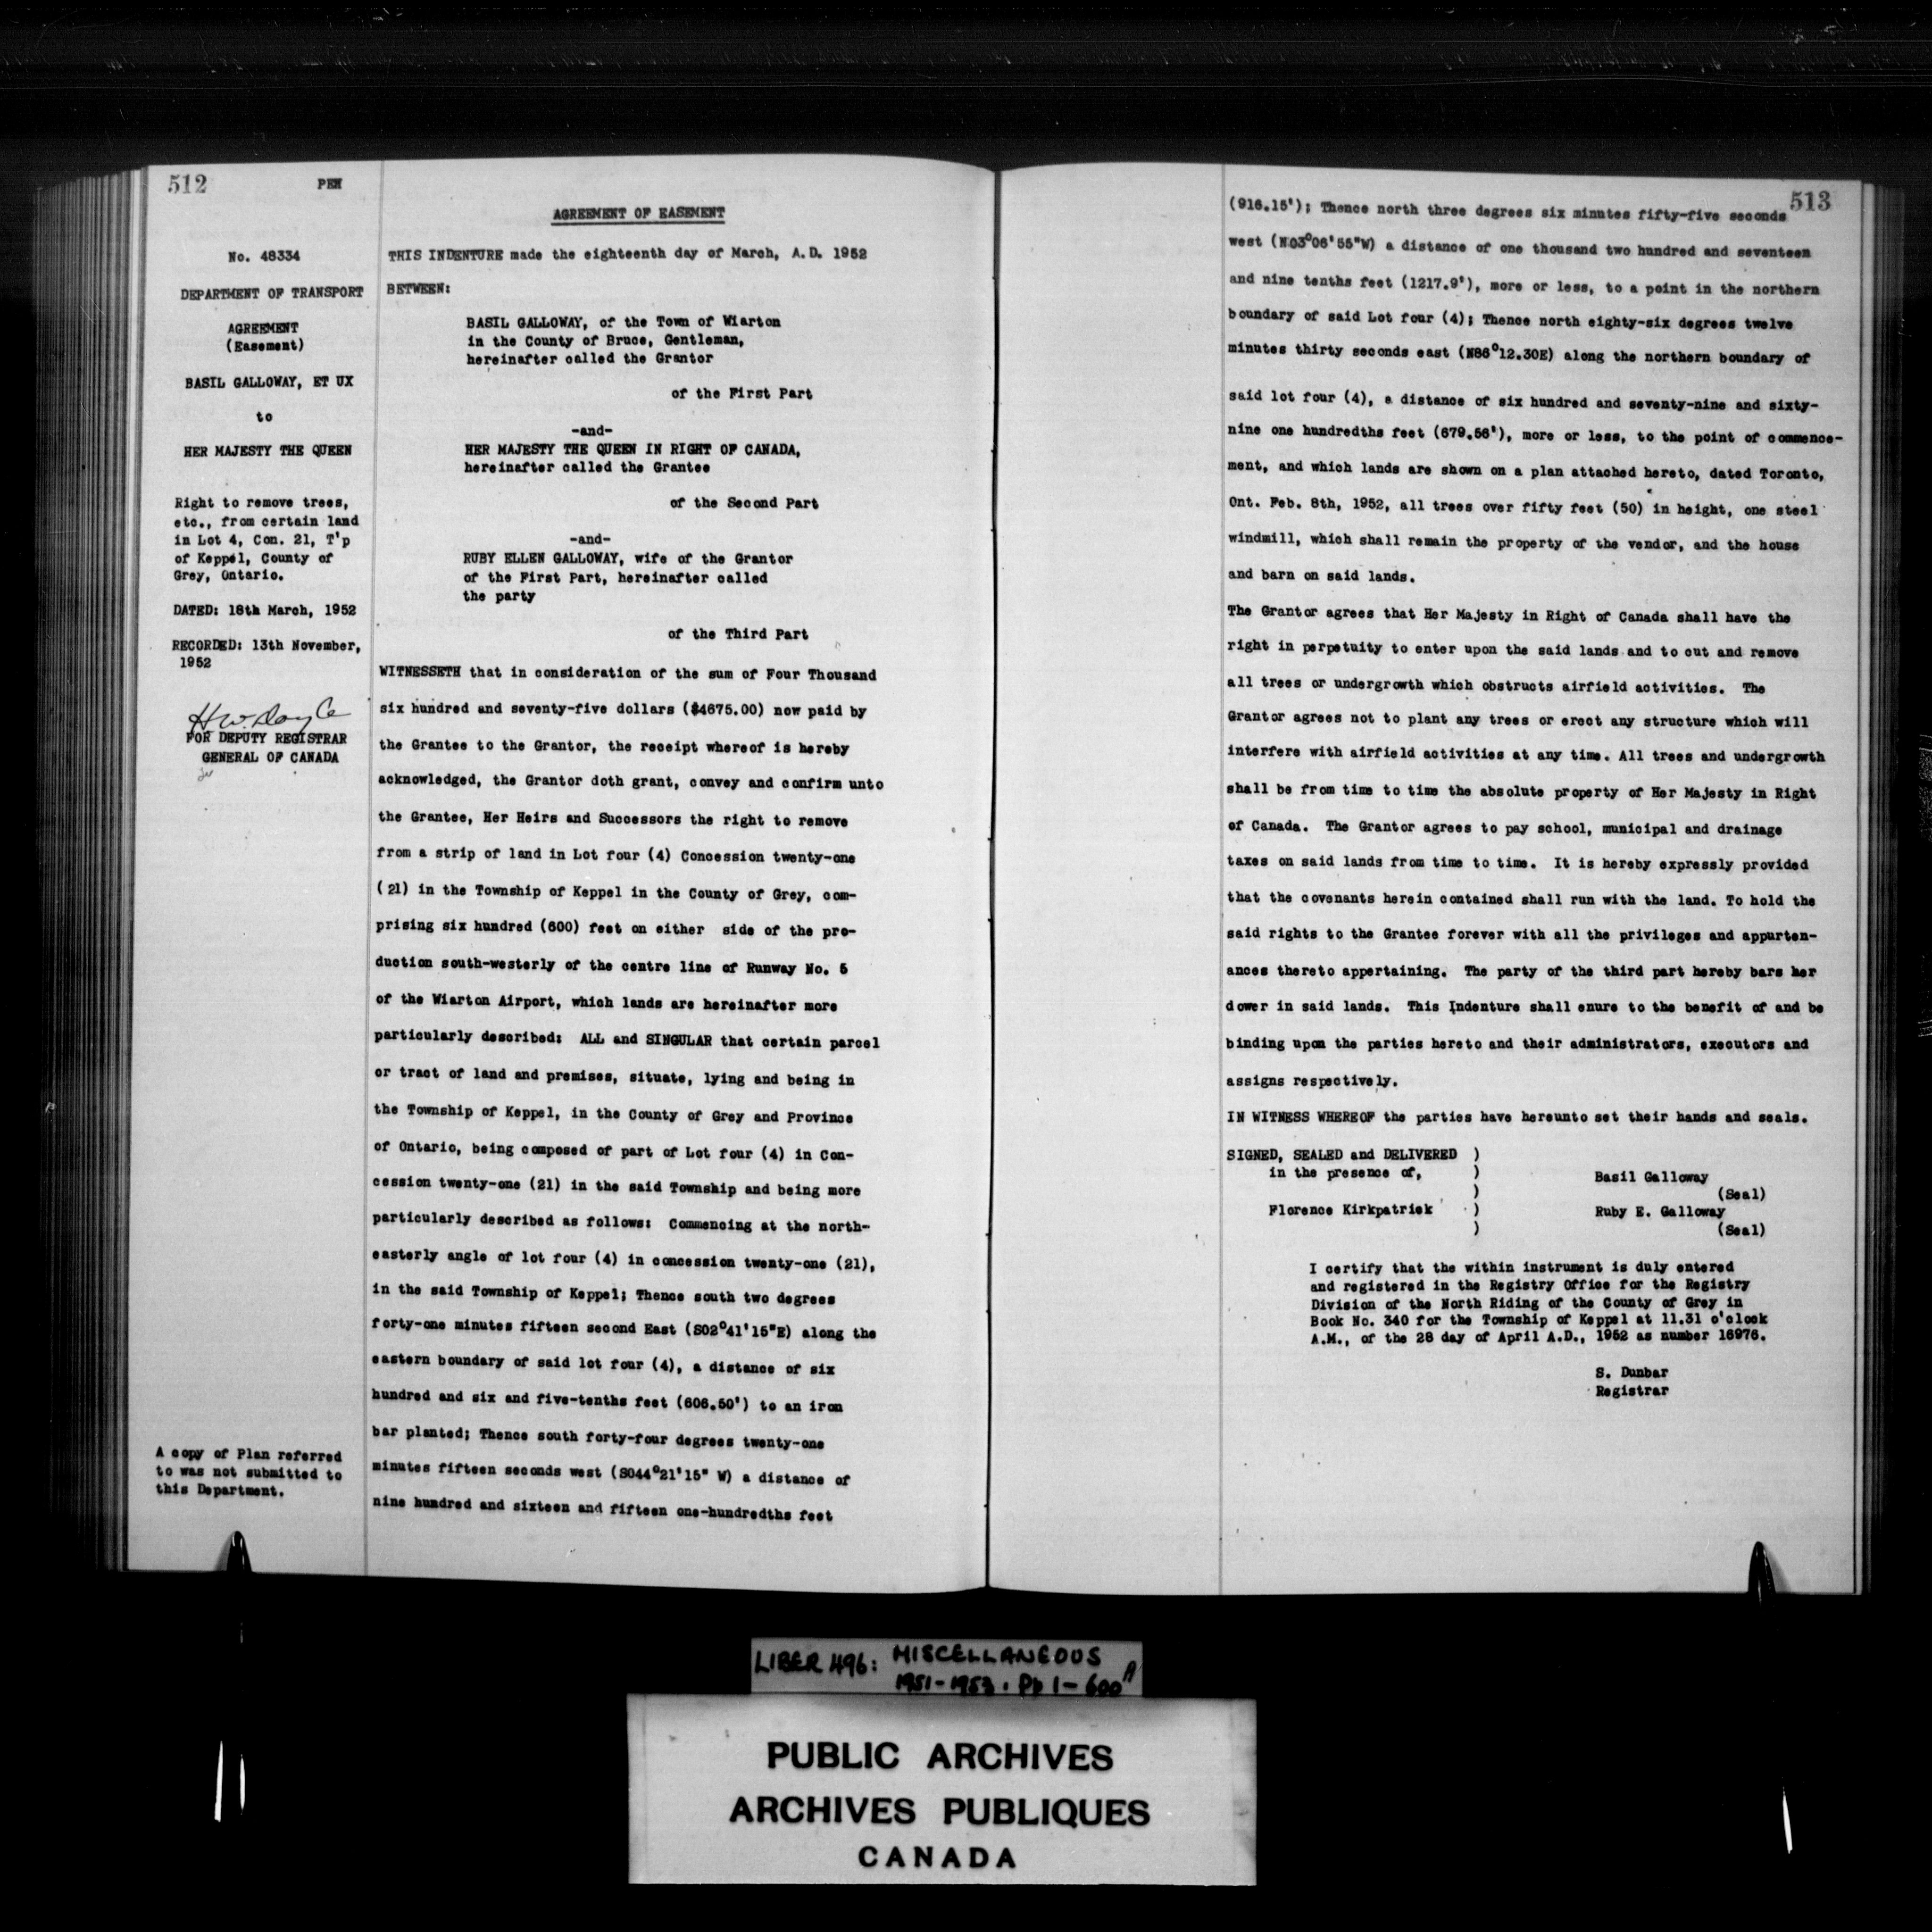 512
PEH
No. 48334
DEPARTMENT OF TRANSPORT
AGREEMENT
(Easement)
BASIL GALLOWAY, ET UX
to
HER MAJESTY THE QUEEN
Right to remove trees,
etc., from certain land
in Lot 4, Con. 21, T'p
of Keppel, County of
Grey, Ontario.
DATED: 18th March, 1952
RECORDED: 13th November,
1952
H.W. Doyle
FOR DEPUTY REGISTRAR
GENERAL OF CANADA
A copy of Plan referred
to was not submitted to
this Department.
AGREEMENT OF EASEMENT
THIS INDENTURE made the eighteenth day of March, A.D. 1952
BETWEEN:
BASIL GALLOWAY, of the Town of Wiarton
in the County of Bruce, Gentleman,
hereinafter called the Grantor
of the First Part
-and-
HER MAJESTY THE QUEEN IN RIGHT OF CANADA,
hereinafter called the Grantee
of the Second Part
-and-
RUBY ELLEN GALLOWAY, wife of the Grantor
of the First Part, hereinafter called
the party
of the Third Part
WITNESSETH that in consideration of the sum of Four Thousand
six hundred and seventy-five dollars ($4675.00) now paid by
the Grantee to the Grantor, the receipt whereof is hereby
acknowledged, the Grantor doth grant, convey and confirm unto
the Grantee, Her Heirs and Successors the right to remove
from a strip of land in Lot four (4) Concession twenty-one
(21) in the Township of Keppel in the County of Grey, com-
prising six hundred (600) feet on either side of the pro-
duction south-westerly of the centre line of Runway No. 5
of the Wiarton Airport, which lands are hereinafter more
particularly described: ALL and SINGULAR that certain parcel
or tract of land and premises, situate, lying and being in
the Township of Keppel, in the County of Grey and Province
of Ontario, being composed of part of Lot four (4) in Con-
cession twenty-one (21) in the said Township and being more
particularly described as follows: Commencing at the north-
easterly angle of lot four (4) in concession twenty-one (21),
in the said Township of Keppel; Thence south two degrees
forty-one minutes fifteen second East (S02°41'15"E) along the
eastern boundary of said lot four (4), a distance of six
hundred and six and five-tenths feet (606.50') to an iron
bar planted; Thence south forty-four degrees twenty-one
minutes fifteen seconds west (S044°21'15" W) a distance of
nine hundred and sixteen and fifteen one-hundredths feet
513
(916.15'); Thence north three degrees six minutes fifty-five seconds
west (N03°06'55"W) a distance of one thousand two hundred and seventeen
and nine tenths feet (1217.9'), more or less, to a point in the northern
boundary of said Lot four (4); Thence north eighty-six degrees twelve
minutes thirty seconds east (N86°12.30E) along the northern boundary of
said lot four (4), a distance of six hundred and seventy-nine and sixty-
nine one hundredths feet (679.56'), more or less, to the point of commence-
ment, and which lands are shown on a plan attached hereto, dated Toronto,
Ont. Feb. 8th, 1952, all trees over fifty feet (50) in height, one steel
windmill, which shall remain the property of the vendor, and the house
and barn on said lands.
The Grantor agrees that Her Majesty in Right of Canada shall have the
right in perpetuity to enter upon the said lands and to cut and remove
all trees or undergrowth which obstructs airfield activities. The
Grantor agrees not to plant any trees or erect any structure which will
interfere with airfield activities at any time. All trees and undergrowth
shall be from time to time the absolute property of Her Majesty in Right
of Canada. The Grantor agrees to pay school, municipal and drainage
taxes on said lands from time to time. It is hereby expressly provided
that the covenants herein contained shall run with the land. To hold the
said rights to the Grantee forever with all the privileges and appurten-
ances thereto appertaining. The party of the third part hereby bars her
dower in said lands. This Indenture shall enure to the benefit of and be
binding upon the parties hereto and their administrators, executors and
assigns respectively.
IN WITNESS WHEREOF the parties have hereunto set their hands and seals.
SIGNED, SEALED and DELIVERED )
in the presence of, ) Basil Galloway
) (Seal)
Florence Kirkpatrick ) Ruby E. Galloway
) (Seal)
I certify that the within instrument is duly entered
and registered in the Registry Office for the Registry
Division of the North Riding of the County of Grey in
Book No. 340 for the Township of Keppel at 11.31 o'clock
A.M., of the 28 day of April A.D., 1952 as number 16976.
S. Dunbar
Registrar
LIBER 496: MISCELLANEOUS
1951-1953. Pp 1-600A
PUBLIC ARCHIVES
ARCHIVES PUBLIQUES
CANADA